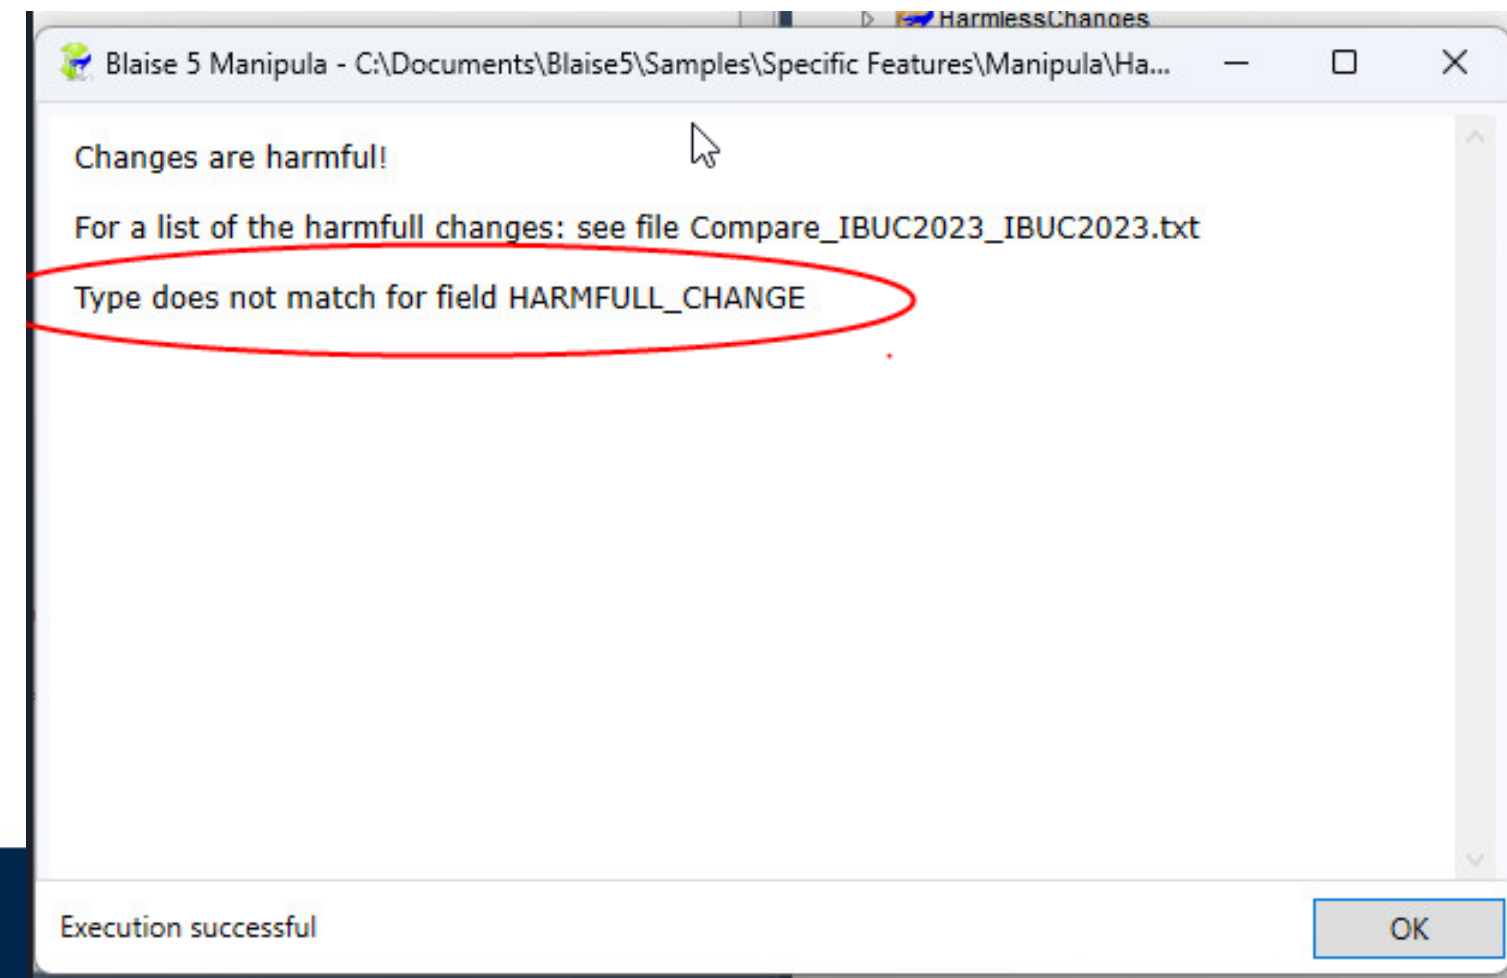 HarmlessChanges
Blaise 5 Manipula - C:\Documents\Blaise5\Samples\Specific Features\Manipula\Ha...
Changes are harmful!
For a list of the harmfull changes: see file Compare_IBUC2023_IBUC2023.txt
Type does not match for field HARMFULL_CHANGE
Execution successful
OK